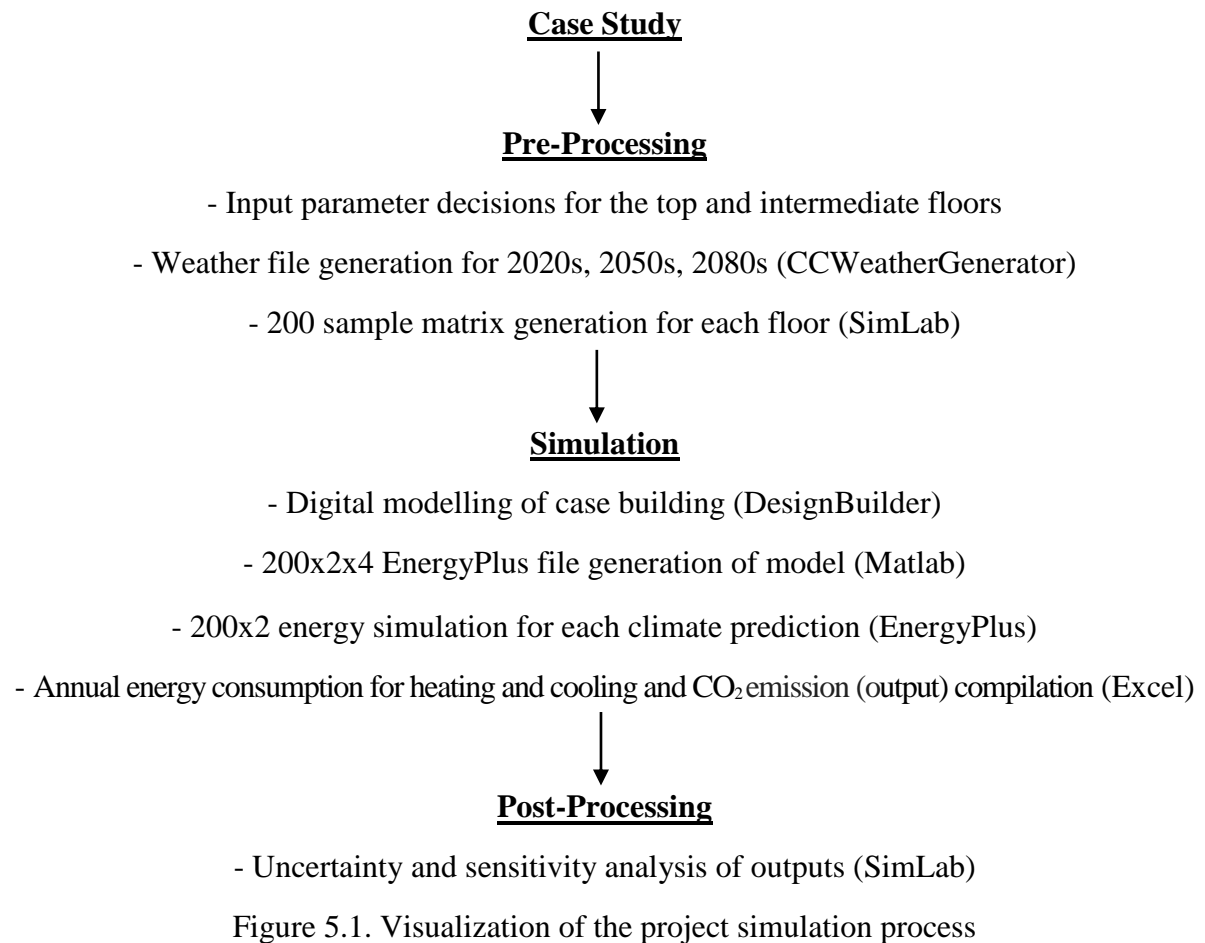 Case Study
Pre-Processing
- Input parameter decisions for the top and intermediate floors
- Weather file generation for 2020s, 2050s, 2080s (CCWeatherGenerator)
- 200 sample matrix generation for each floor (SimLab)
Simulation
- Digital modelling of case building (DesignBuilder)
- 200x2x4 EnergyPlus file generation of model (Matlab)
- 200x2 energy simulation for each climate prediction (EnergyPlus)
- Annual energy consumption for heating and cooling and CO₂ emission (output) compilation (Excel)
Post-Processing
- Uncertainty and sensitivity analysis of outputs (SimLab)
Figure 5.1. Visualization of the project simulation process